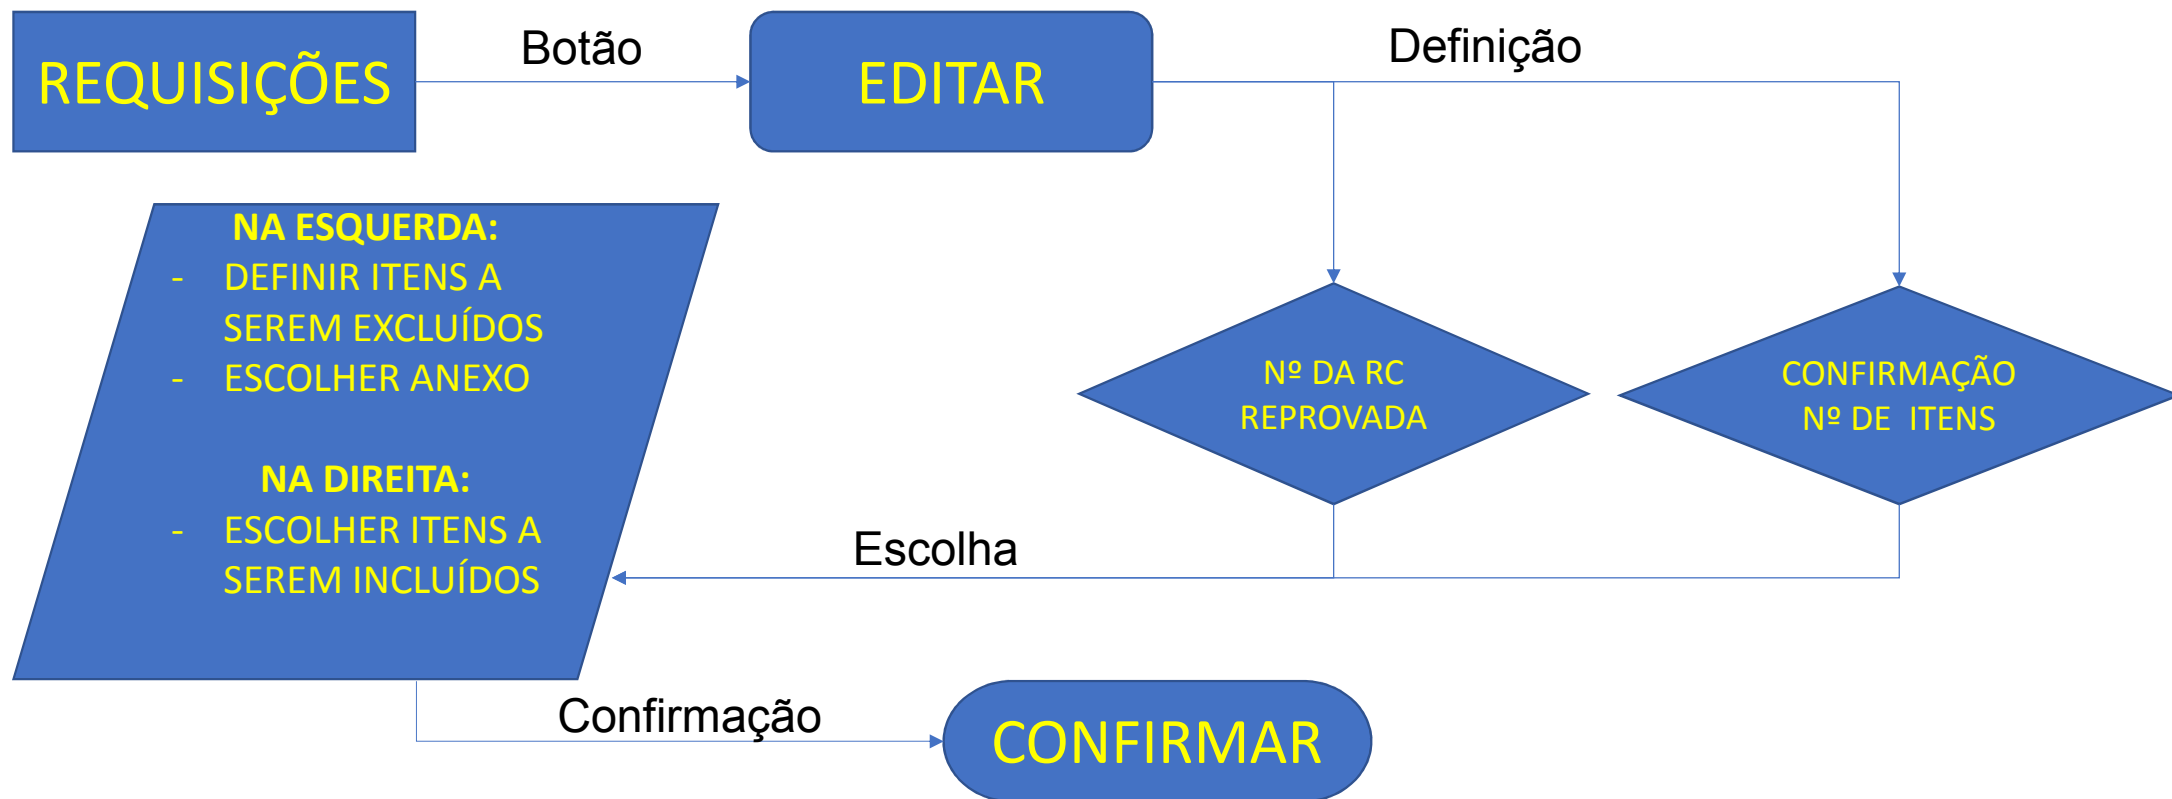 REQUISIÇÕES
Botão
EDITAR
Definição
NA ESQUERDA:
- DEFINIR ITENS A
SEREM EXCLUÍDOS
- ESCOLHER ANEXO
NA DIREITA:
- ESCOLHER ITENS A
SEREM INCLUÍDOS
Nº DA RC
REPROVADA
CONFIRMAÇÃO
Nº DE ITENS
Escolha
Confirmação
CONFIRMAR